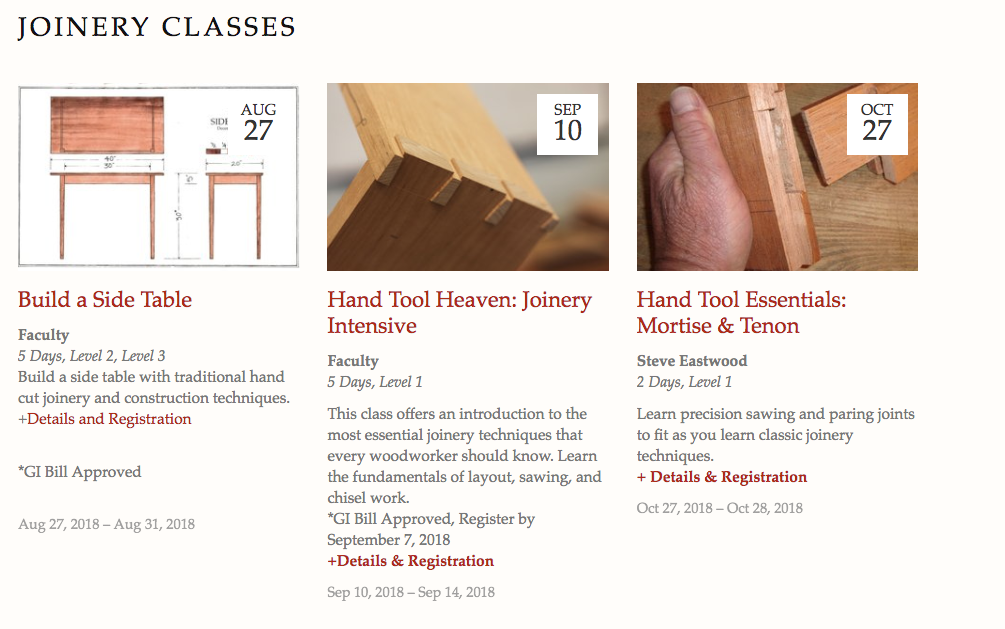 JOINERY CLASSES
AUG
27
SIDE
40"
30"
20"
Build a Side Table
Faculty
5 Days, Level 2, Level 3
Build a side table with traditional hand
cut joinery and construction techniques.
+Details and Registration
*GI Bill Approved
Aug 27, 2018 – Aug 31, 2018
SEP
10
Hand Tool Heaven: Joinery
Intensive
Faculty
5 Days, Level 1
This class offers an introduction to the
most essential joinery techniques that
every woodworker should know. Learn
the fundamentals of layout, sawing, and
chisel work.
*GI Bill Approved, Register by
September 7, 2018
+Details & Registration
Sep 10, 2018 – Sep 14, 2018
OCT
27
Hand Tool Essentials:
Mortise & Tenon
Steve Eastwood
2 Days, Level 1
Learn precision sawing and paring joints
to fit as you learn classic joinery
techniques.
+ Details & Registration
Oct 27, 2018 – Oct 28, 2018